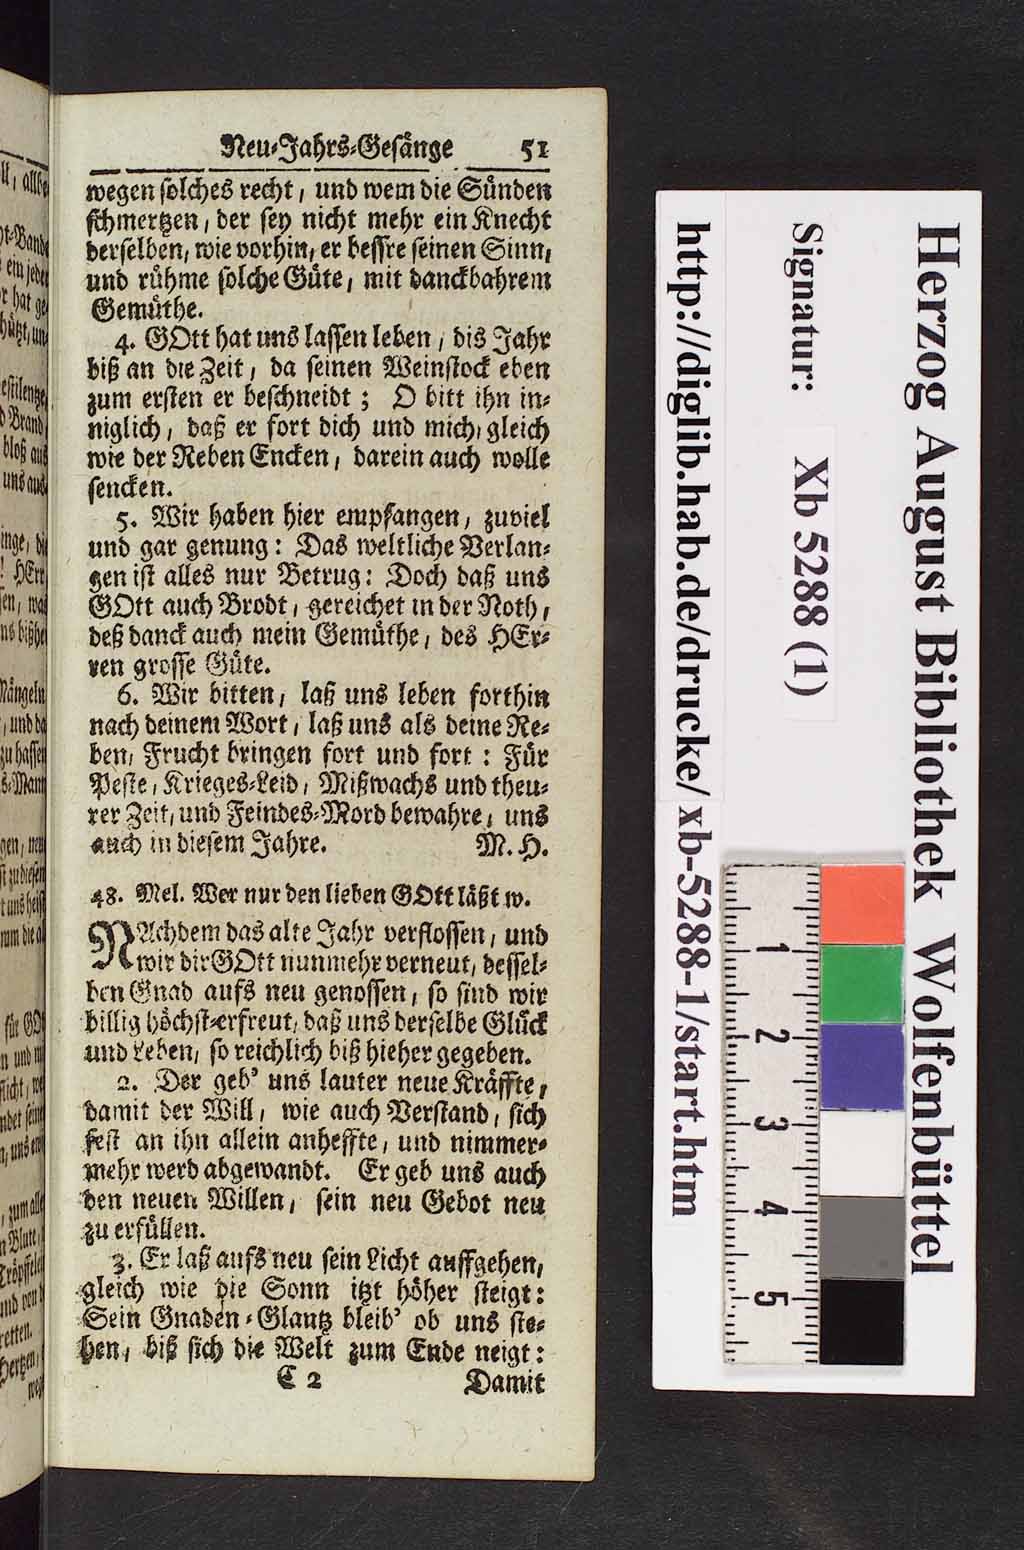 Neu-Jahrs-Gesänge 51
wegen solches recht, und wem die Sünden
schmertzen, der sey nicht mehr ein Knecht
derselben, wie vorhin, er bessre seinen Sinn,
und rühme solche Güte, mit danckbahrem
Gemüthe.
4. GOtt hat uns lassen leben, dis Jahr
biß an die Zeit, da seinen Weinstock eben
zum ersten er beschneidt; O bitt ihn in-
niglich, daß er fort dich und mich, gleich
wie der Reben Encken, darein auch wolle
sencken.
5. Wir haben hier empfangen, zuviel
und gar genung: Das weltliche Verlan-
gen ist alles nur Betrug: Doch daß uns
GOtt auch Brodt, gereichet in der Noth,
deß danck auch mein Gemüthe, des HEr-
ren grosse Güte.
6. Wir bitten, laß uns leben forthin
nach deinem Wort, laß uns als deine Re-
ben, Frucht bringen fort und fort: Für
Peste, Krieges-Leid, Mißwachs und theu-
rer Zeit, und Feindes-Mord bewahre, uns
auch in diesem Jahre. M. H.
48. Mel. Wer nur den lieben GOtt läßt w.
NAchdem das alte Jahr verflossen, und
wir dir GOtt nunmehr verneut, dessel-
ben Gnad aufs neu genossen, so sind wir
billig höchst-erfreut, daß uns derselbe Glück
und Leben, so reichlich biß hieher gegeben.
2. Der geb' uns lauter neue Kräffte,
damit der Will, wie auch Verstand, sich
fest an ihn allein anheffte, und nimmer-
mehr werd abgewandt. Er geb uns auch
den neuen Willen, sein neu Gebot neu
zu erfüllen.
3. Er laß aufs neu sein Licht auffgehen,
gleich wie die Sonn itzt höher steigt:
Sein Gnaden-Glantz bleib' ob uns ste-
hen, biß sich die Welt zum Ende neigt:
C 2 Damit
Herzog August Bibliothek Wolfenbüttel
Signatur: Xb 5288 (1)
http://diglib.hab.de/drucke/xb-5288-1/start.htm
1
2
3
4
5